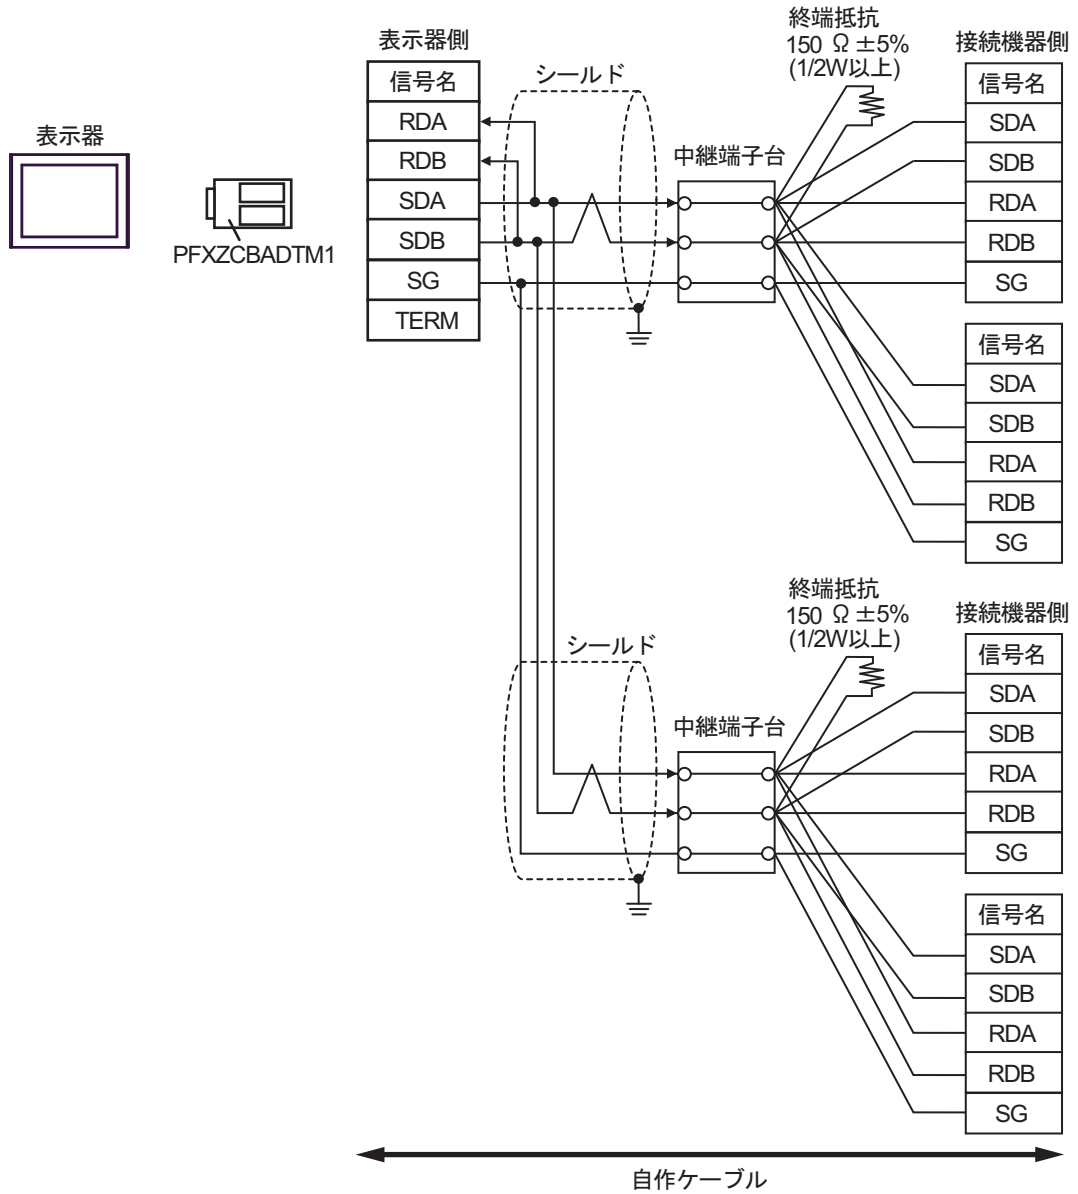 表示器
PFXZCBADTM1
表示器側
信号名
RDA
RDB
SDA
SDB
SG
TERM
シールド
中継端子台
終端抵抗
150 Ω ±5%
(1/2W以上)
接続機器側
信号名
SDA
SDB
RDA
RDB
SG
信号名
SDA
SDB
RDA
RDB
SG
シールド
中継端子台
終端抵抗
150 Ω ±5%
(1/2W以上)
接続機器側
信号名
SDA
SDB
RDA
RDB
SG
信号名
SDA
SDB
RDA
RDB
SG
自作ケーブル